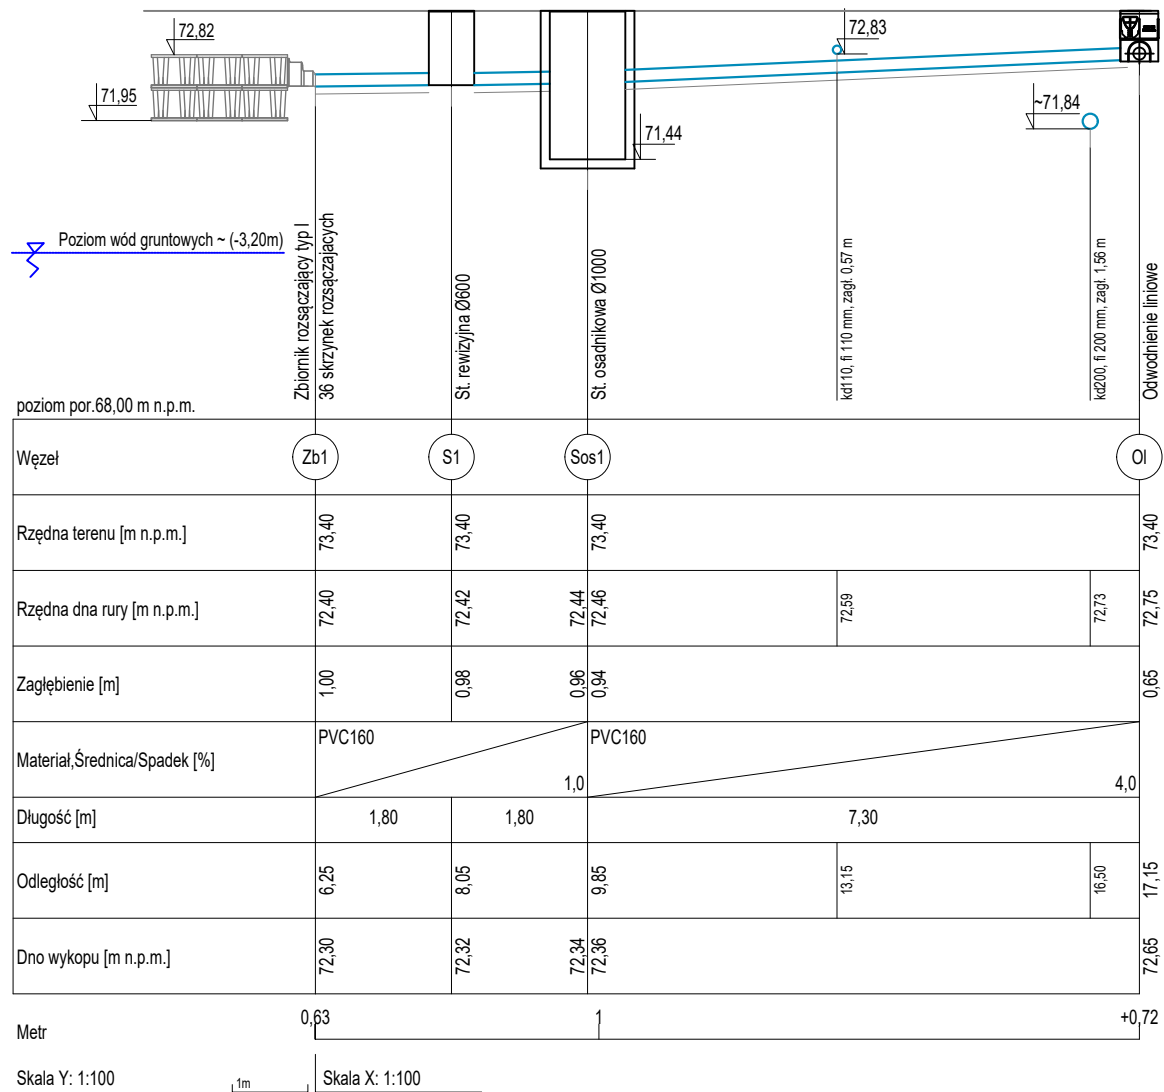 72,82
71,95
72,83
~71,84
71,44
Poziom wód gruntowych ~ (-3,20m)
Zbiornik rozsączający typ I
36 skrzynek rozsączajacych
St. rewizyjna Ø600
St. osadnikowa Ø1000
kd110, fi 110 mm, zagł. 0,57 m
kd200, fi 200 mm, zagł. 1,56 m
Odwodnienie liniowe
poziom por.68,00 m n.p.m.
Węzeł Zb1 S1 Sos1 Ol
Rzędna terenu [m n.p.m.] 73,40 73,40 73,40 73,40
Rzędna dna rury [m n.p.m.] 72,40 72,42 72,44 72,46 72,59 72,73 72,75
Zagłębienie [m] 1,00 0,98 0,96 0,94 0,65
Materiał,Średnica/Spadek [%] PVC160 1,0 PVC160 4,0
Długość [m] 1,80 1,80 7,30
Odległość [m] 6,25 8,05 9,85 13,15 16,50 17,15
Dno wykopu [m n.p.m.] 72,30 72,32 72,34 72,36 72,65
Metr 0,63 1 +0,72
Skala Y: 1:100 1m Skala X: 1:100